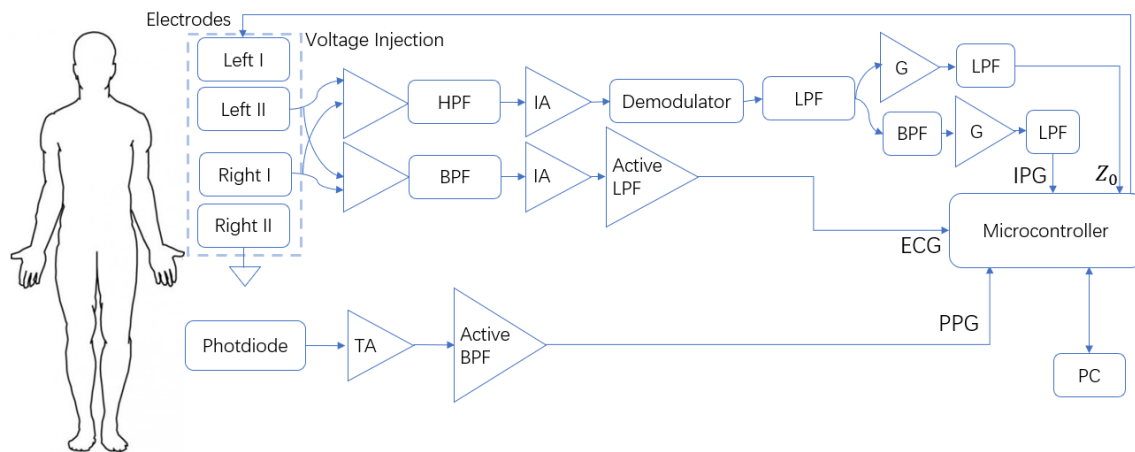 Electrodes
Voltage Injection
Left I
Left II
Right I
Right II
HPF
IA
Demodulator
LPF
G
LPF
BPF
G
LPF
BPF
IA
Active
LPF
IPG
Z₀
ECG
Microcontroller
Photdiode
TA
Active
BPF
PPG
PC